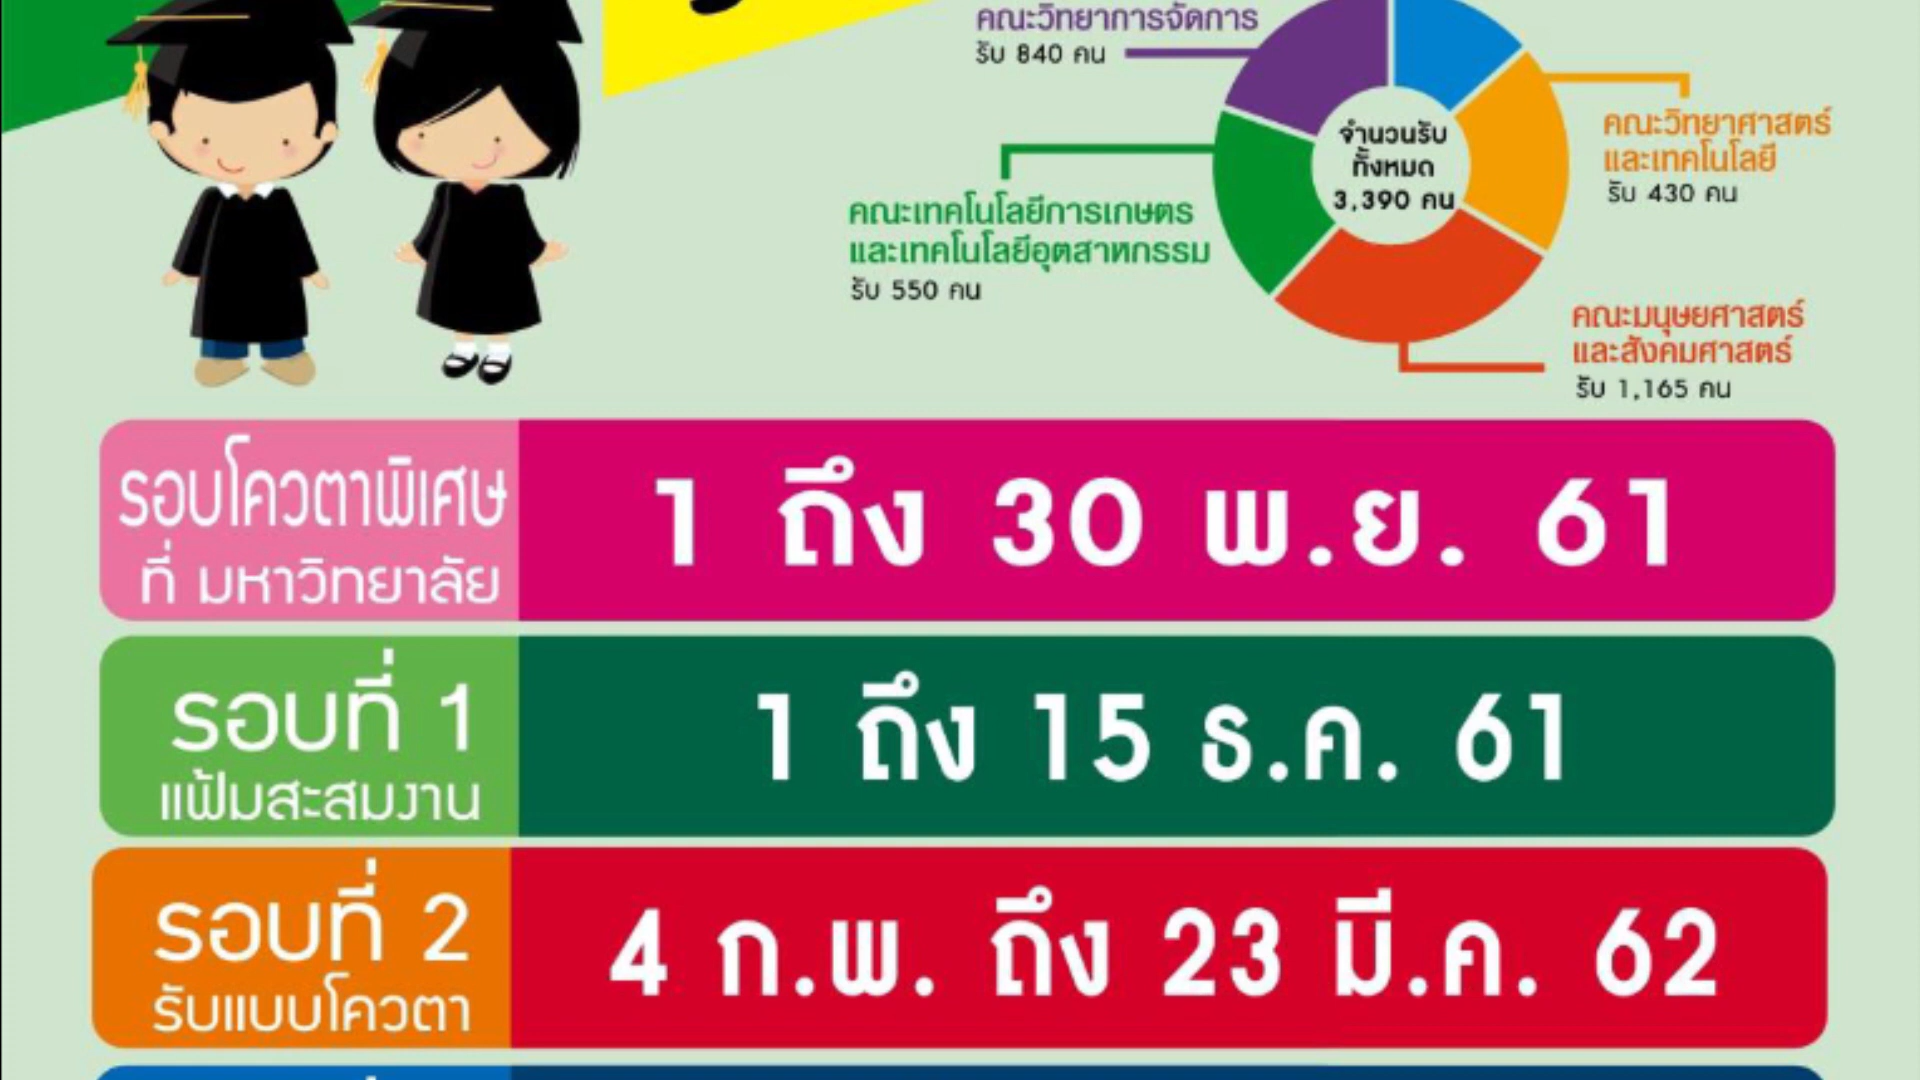 คณะวิทยาการจัดการ
รับ 840 คน
จำนวนรับ
ทั้งหมด
3,390 คน
คณะวิทยาศาสตร์
และเทคโนโลยี
รับ 430 คน
คณะเทคโนโลยีการเกษตร
และเทคโนโลยีอุตสาหกรรม
รับ 550 คน
คณะมนุษยศาสตร์
และสังคมศาสตร์
รับ 1,165 คน
รอบโควตาพิเศษ
ที่ มหาวิทยาลัย
1 ถึง 30 พ.ย. 61
รอบที่ 1
แฟ้มสะสมงาน
1 ถึง 15 ธ.ค. 61
รอบที่ 2
รับแบบโควตา
4 ก.พ. ถึง 23 มี.ค. 62